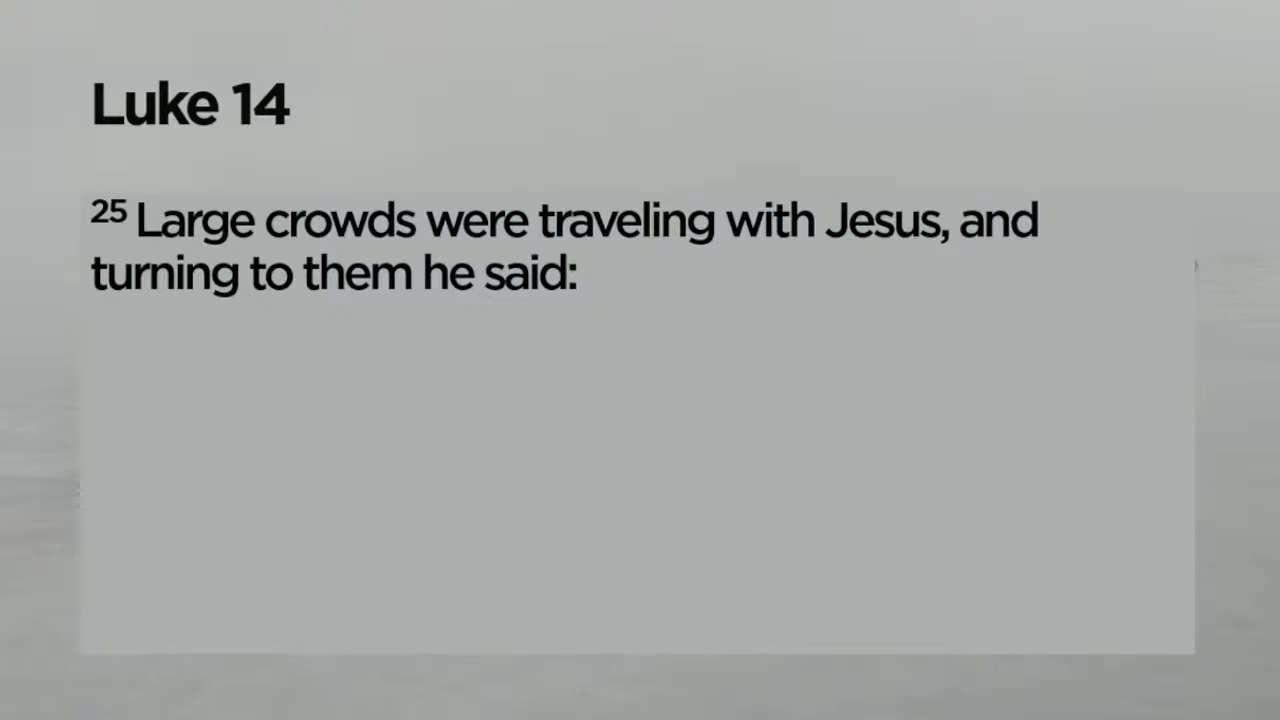 Luke 14
25 Large crowds were traveling with Jesus, and
turning to them he said: